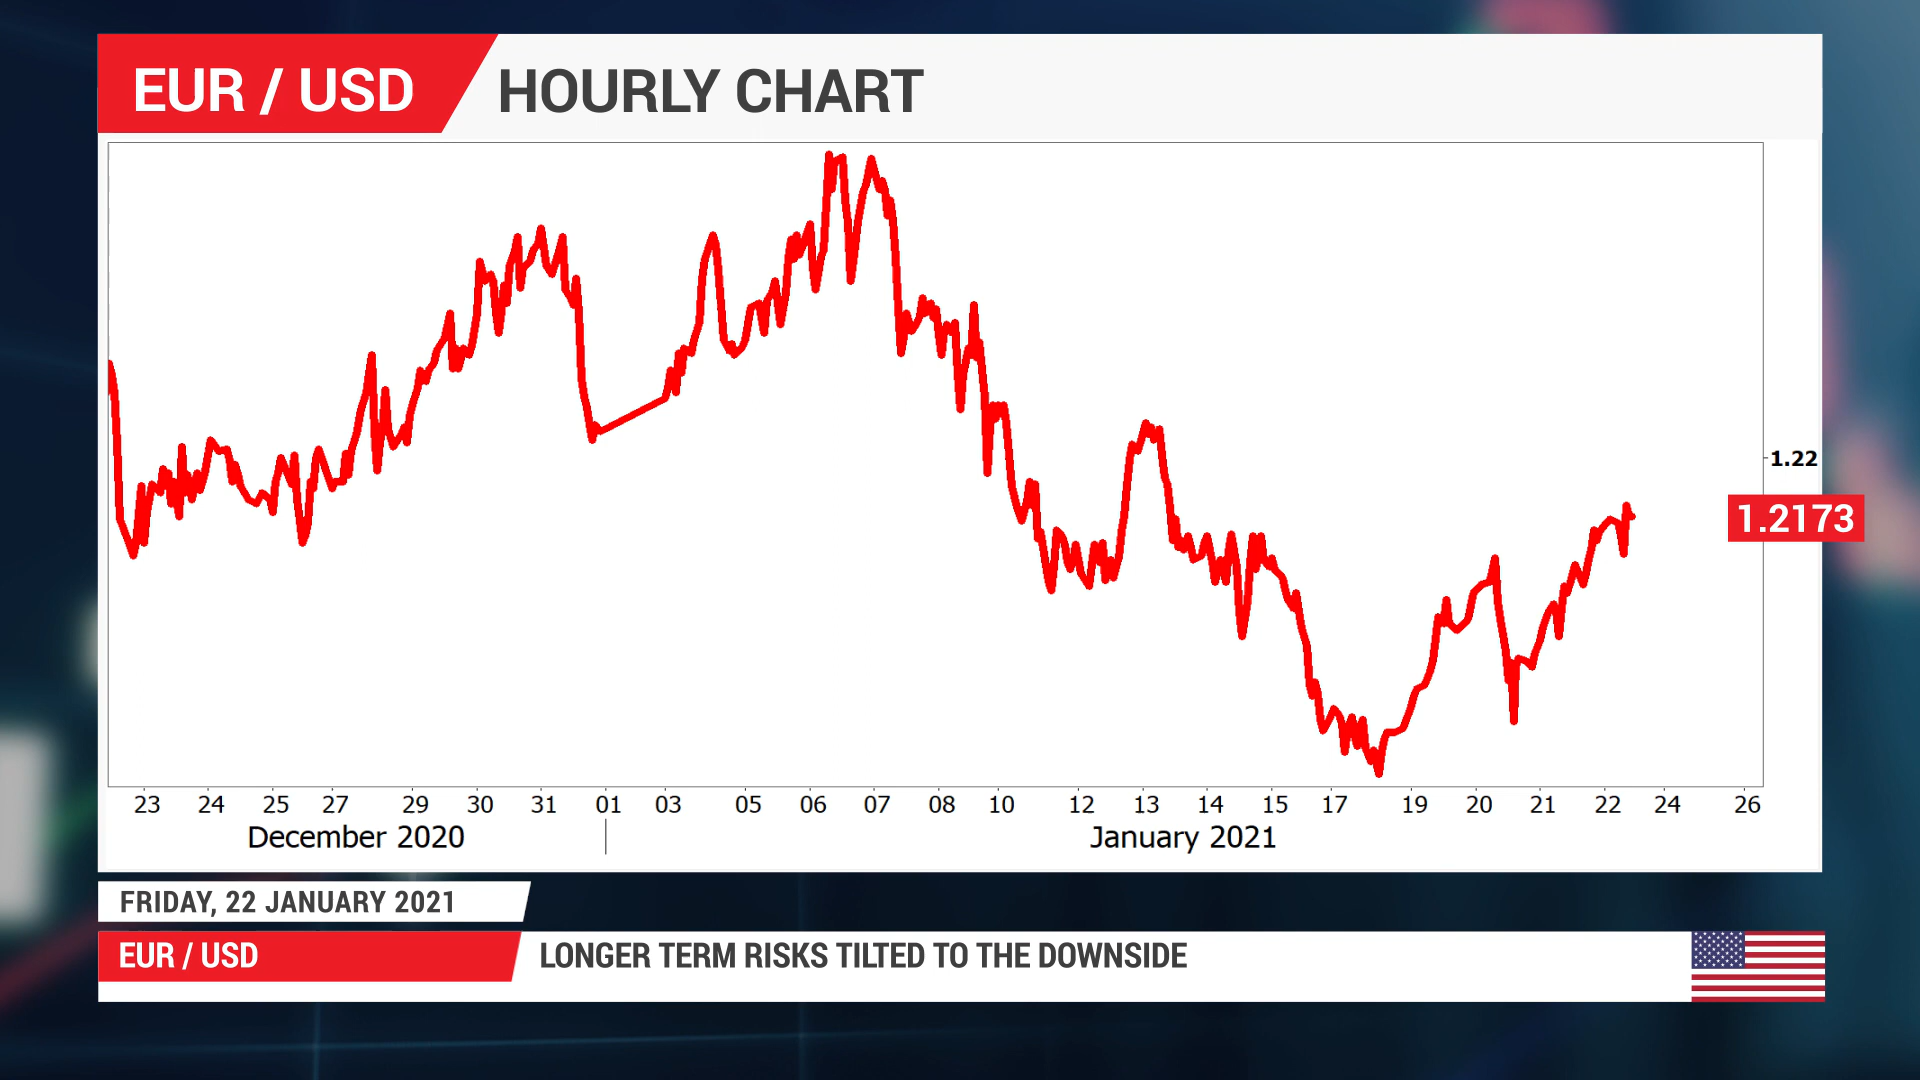 EUR / USD HOURLY CHART
1.22
1.2173
23 24 25 27 29 30 31 01 03 05 06 07 08 10 12 13 14 15 17 19 20 21 22 24 26
December 2020 January 2021
FRIDAY, 22 JANUARY 2021
EUR / USD LONGER TERM RISKS TILTED TO THE DOWNSIDE